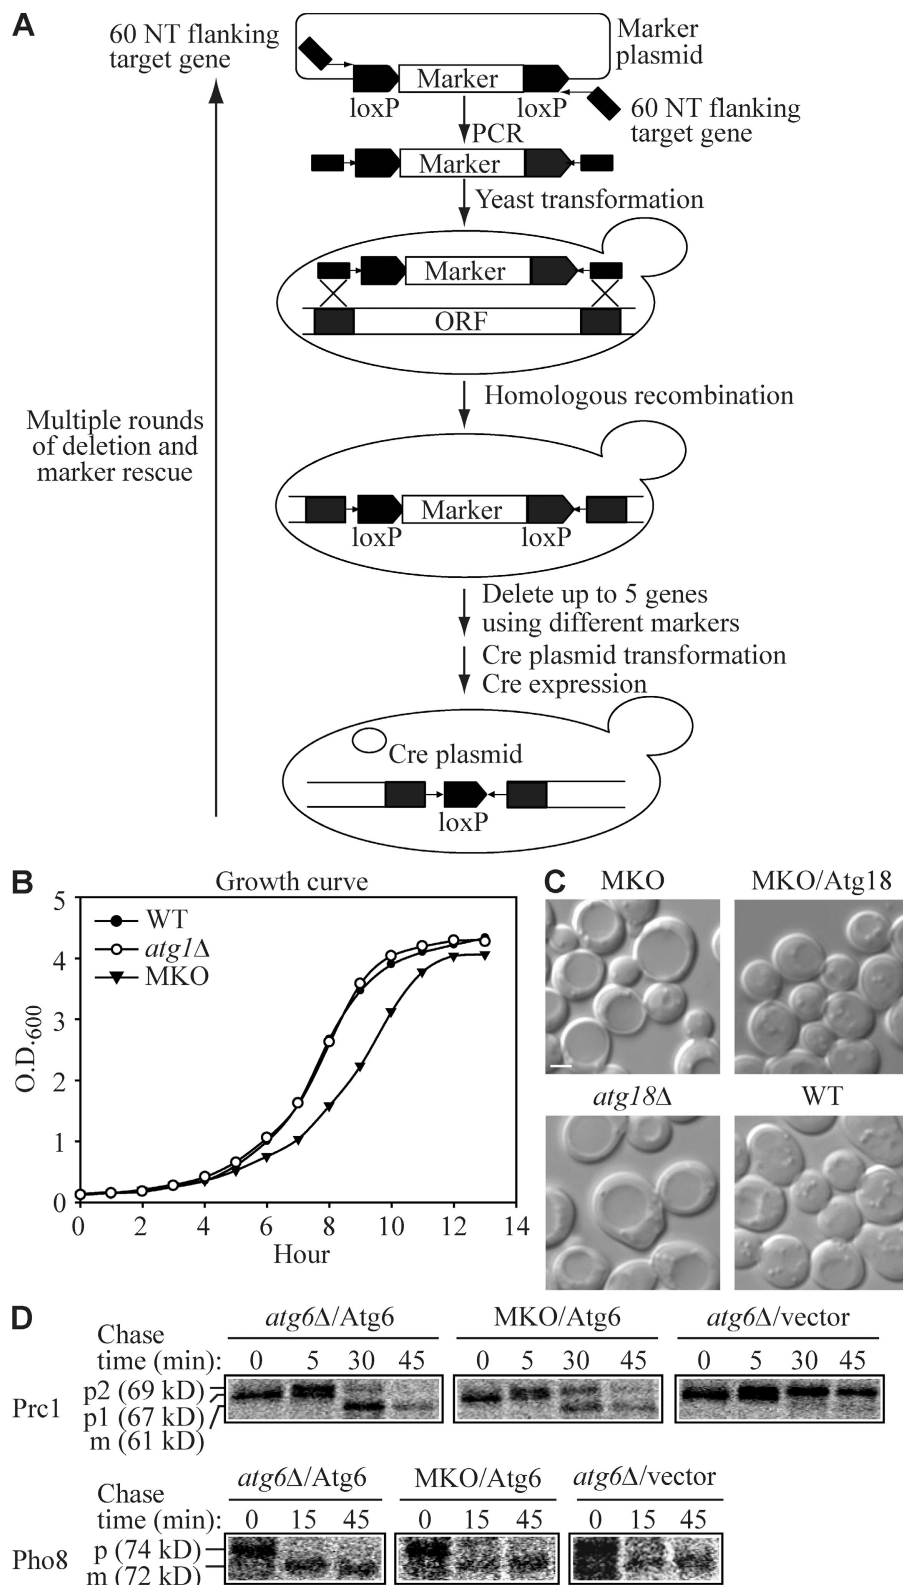 A
60 NT flanking
target gene
Marker
plasmid
Marker
loxP
loxP
60 NT flanking
target gene
PCR
Marker
Yeast transformation
Marker
ORF
Homologous recombination
Multiple rounds
of deletion and
marker rescue
Marker
loxP
loxP
Delete up to 5 genes
using different markers
Cre plasmid transformation
Cre expression
Cre plasmid
loxP
B
Growth curve
WT
atg1Δ
MKO
5
4
3
2
1
0
O.D.600
0 2 4 6 8 10 12 14
Hour
C
MKO
MKO/Atg18
atg18Δ
WT
D
atg6Δ/Atg6 MKO/Atg6 atg6Δ/vector
Chase
time (min): 0 5 30 45 0 5 30 45 0 5 30 45
Prc1
p2 (69 kD)
p1 (67 kD)
m (61 kD)
atg6Δ/Atg6 MKO/Atg6 atg6Δ/vector
Chase
time (min): 0 15 45 0 15 45 0 15 45
Pho8
p (74 kD)
m (72 kD)